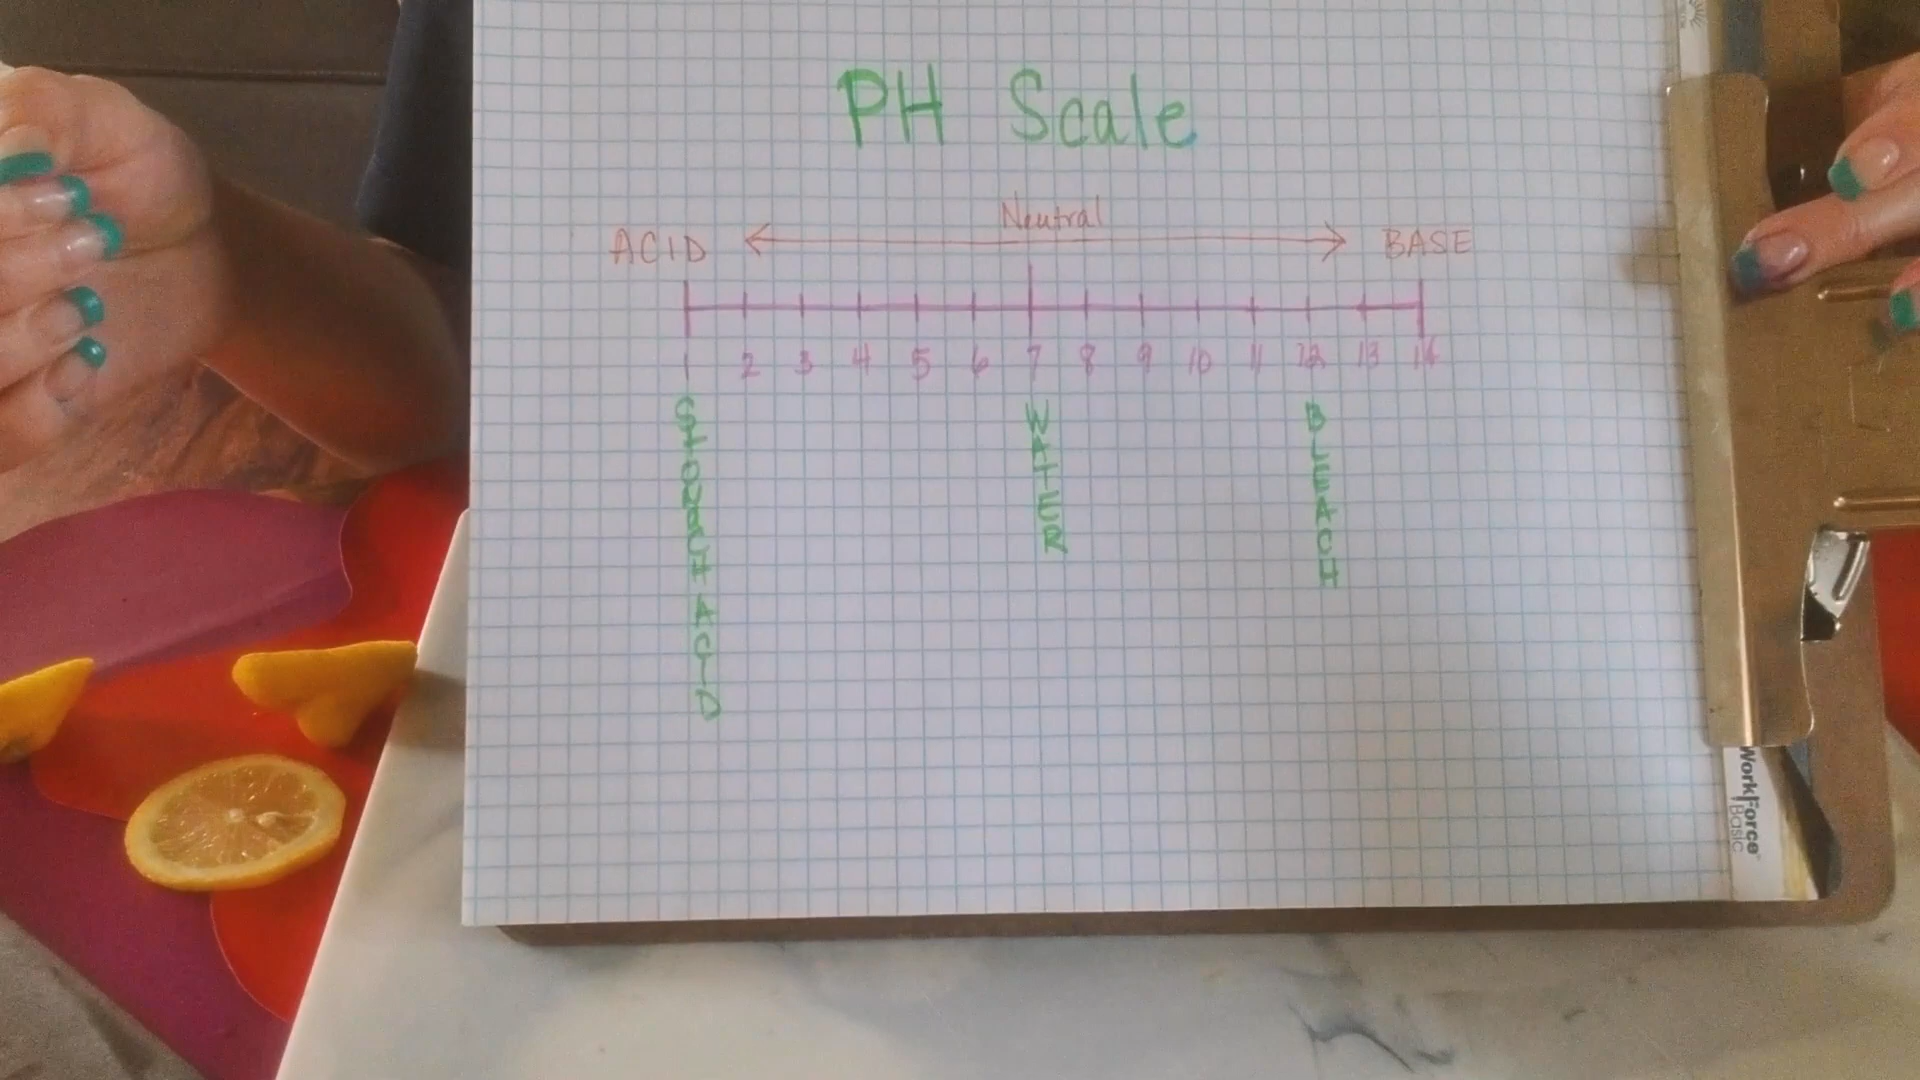 PH Scale
Neutral
ACID BASE
1 2 3 4 5 6 7 8 9 10 11 12 13 14
STOMACH ACID
WATER
BLEACH
WorkForce
Basic